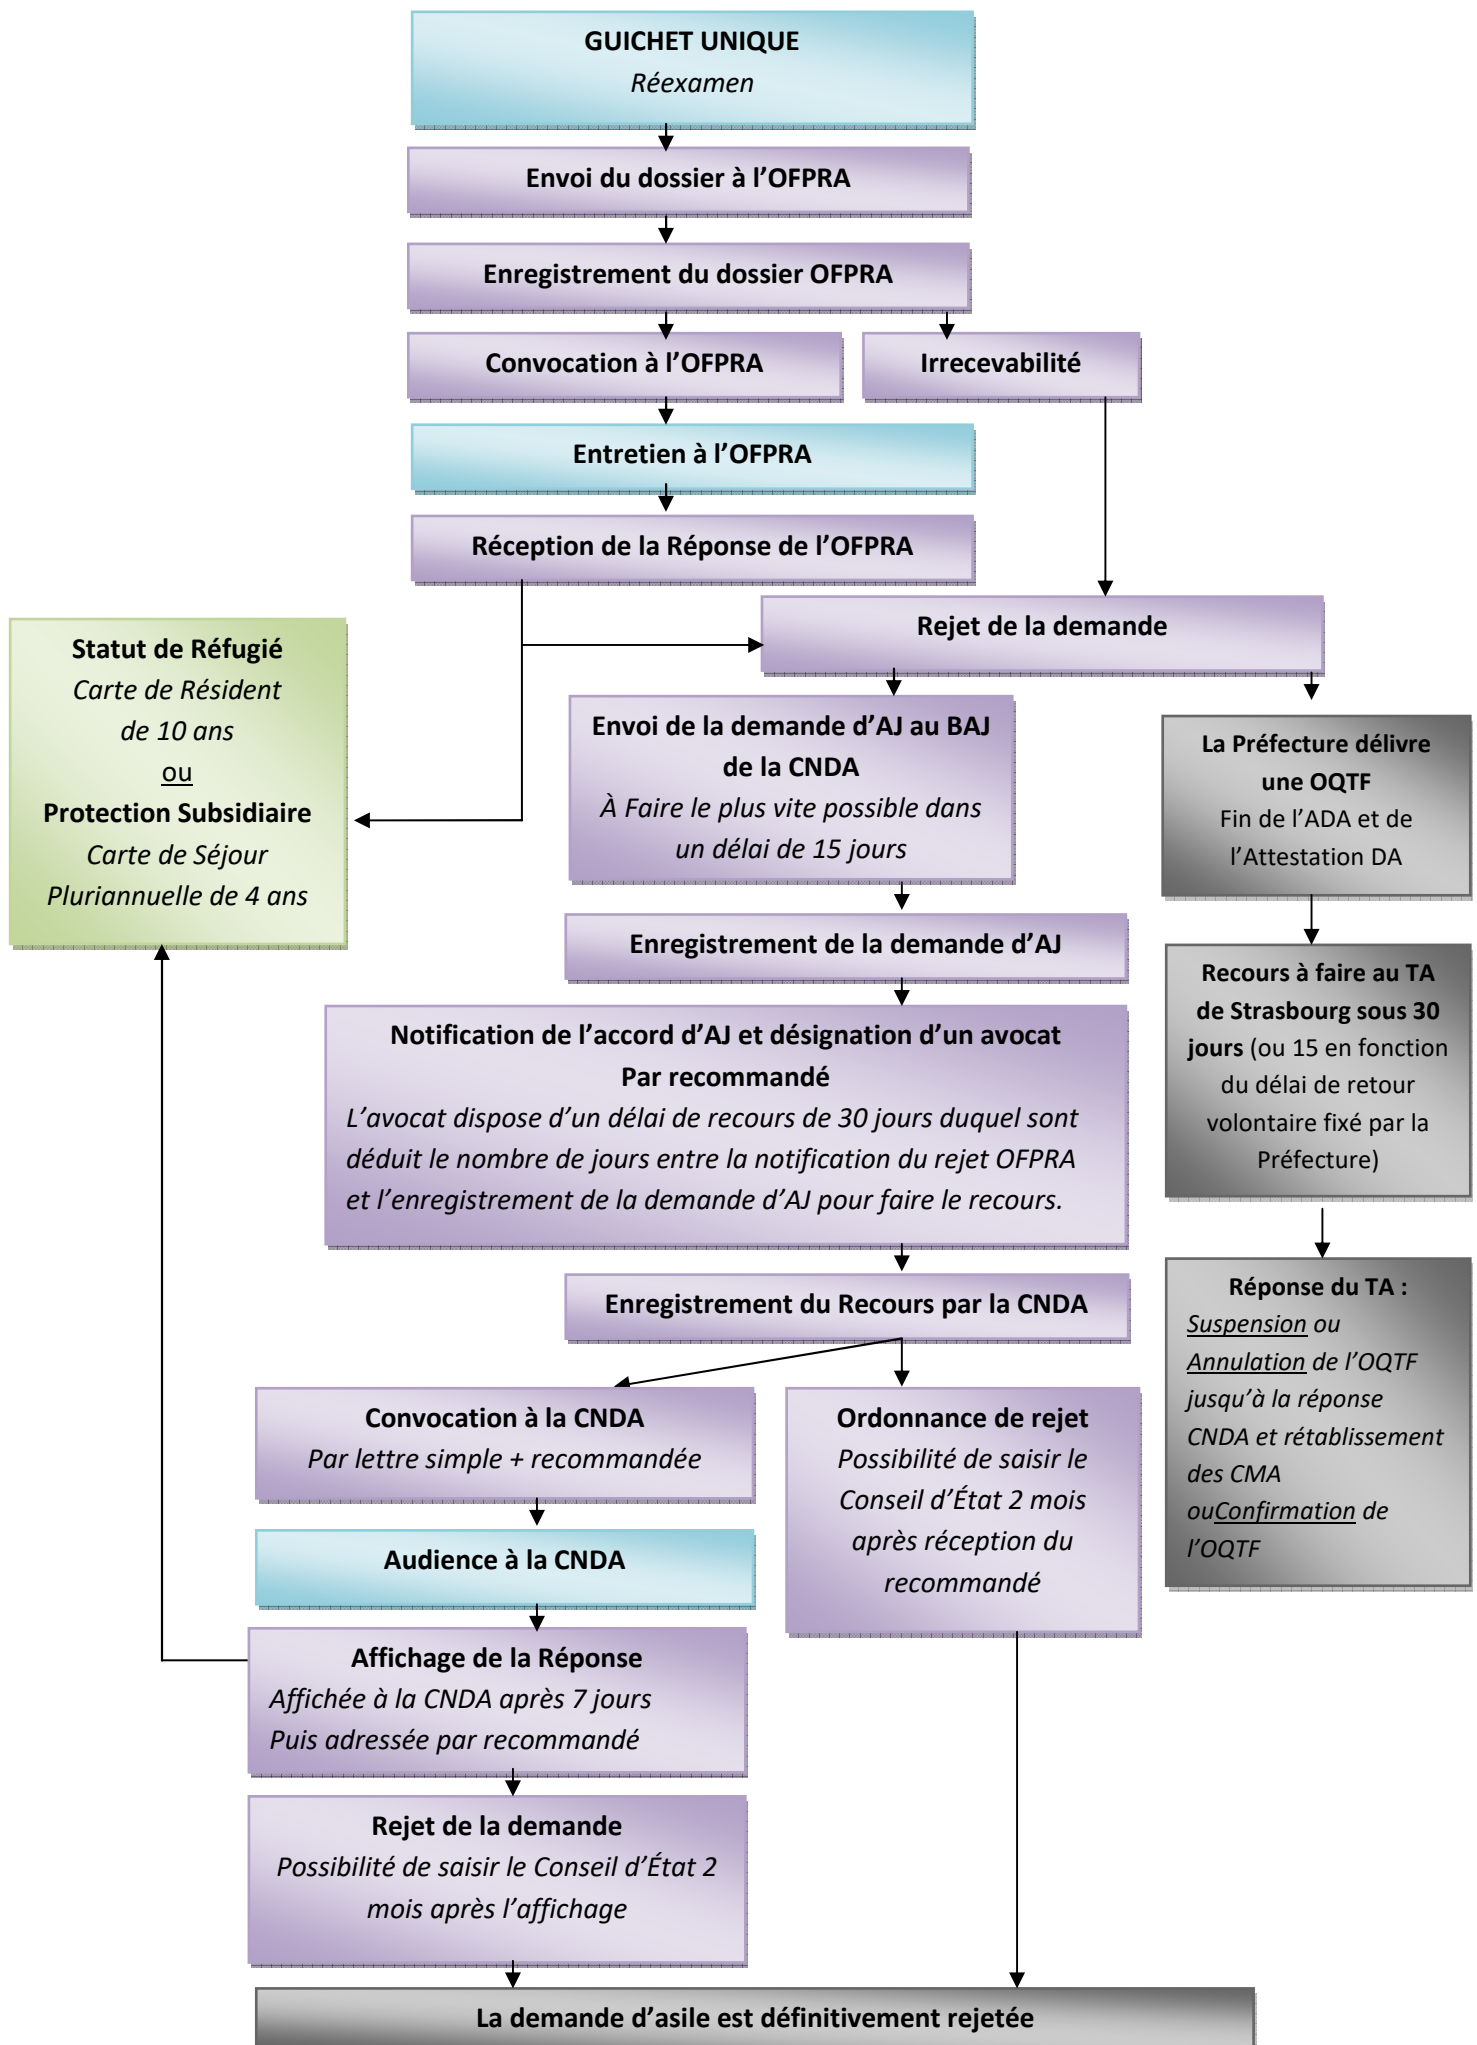 GUICHET UNIQUE
Réexamen
Envoi du dossier à l’OFPRA
Enregistrement du dossier OFPRA
Convocation à l’OFPRA
Irrecevabilité
Entretien à l’OFPRA
Réception de la Réponse de l’OFPRA
Rejet de la demande
Statut de Réfugié
Carte de Résident
de 10 ans
ou
Protection Subsidiaire
Carte de Séjour
Pluriannuelle de 4 ans
Envoi de la demande d’AJ au BAJ
de la CNDA
À Faire le plus vite possible dans
un délai de 15 jours
La Préfecture délivre
une OQTF
Fin de l’ADA et de
l’Attestation DA
Enregistrement de la demande d’AJ
Recours à faire au TA
de Strasbourg sous 30
jours (ou 15 en fonction
du délai de retour
volontaire fixé par la
Préfecture)
Notification de l’accord d’AJ et désignation d’un avocat
Par recommandé
L’avocat dispose d’un délai de recours de 30 jours duquel sont
déduit le nombre de jours entre la notification du rejet OFPRA
et l’enregistrement de la demande d’AJ pour faire le recours.
Enregistrement du Recours par la CNDA
Réponse du TA :
Suspension ou
Annulation de l’OQTF
jusqu’à la réponse
CNDA et rétablissement
des CMA
ouConfirmation de
l’OQTF
Convocation à la CNDA
Par lettre simple + recommandée
Ordonnance de rejet
Possibilité de saisir le
Conseil d’État 2 mois
après réception du
recommandé
Audience à la CNDA
Affichage de la Réponse
Affichée à la CNDA après 7 jours
Puis adressée par recommandé
Rejet de la demande
Possibilité de saisir le Conseil d’État 2
mois après l’affichage
La demande d’asile est définitivement rejetée